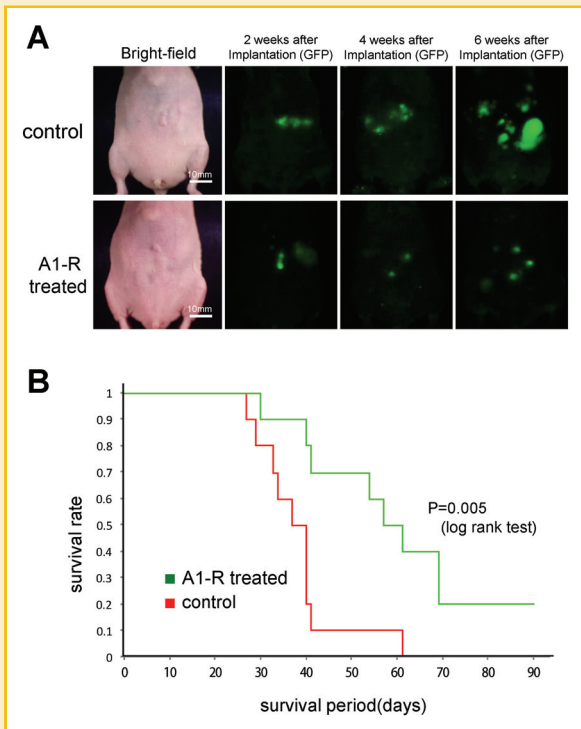 A
Bright-field
2 weeks after
Implantation (GFP)
4 weeks after
Implantation (GFP)
6 weeks after
Implantation (GFP)
control
10mm
A1-R
treated
10mm
B
1
0.9
0.8
0.7
0.6
0.5
0.4
0.3
0.2
0.1
0
survival rate
P=0.005
(log rank test)
A1-R treated
control
0 10 20 30 40 50 60 70 80 90
survival period(days)